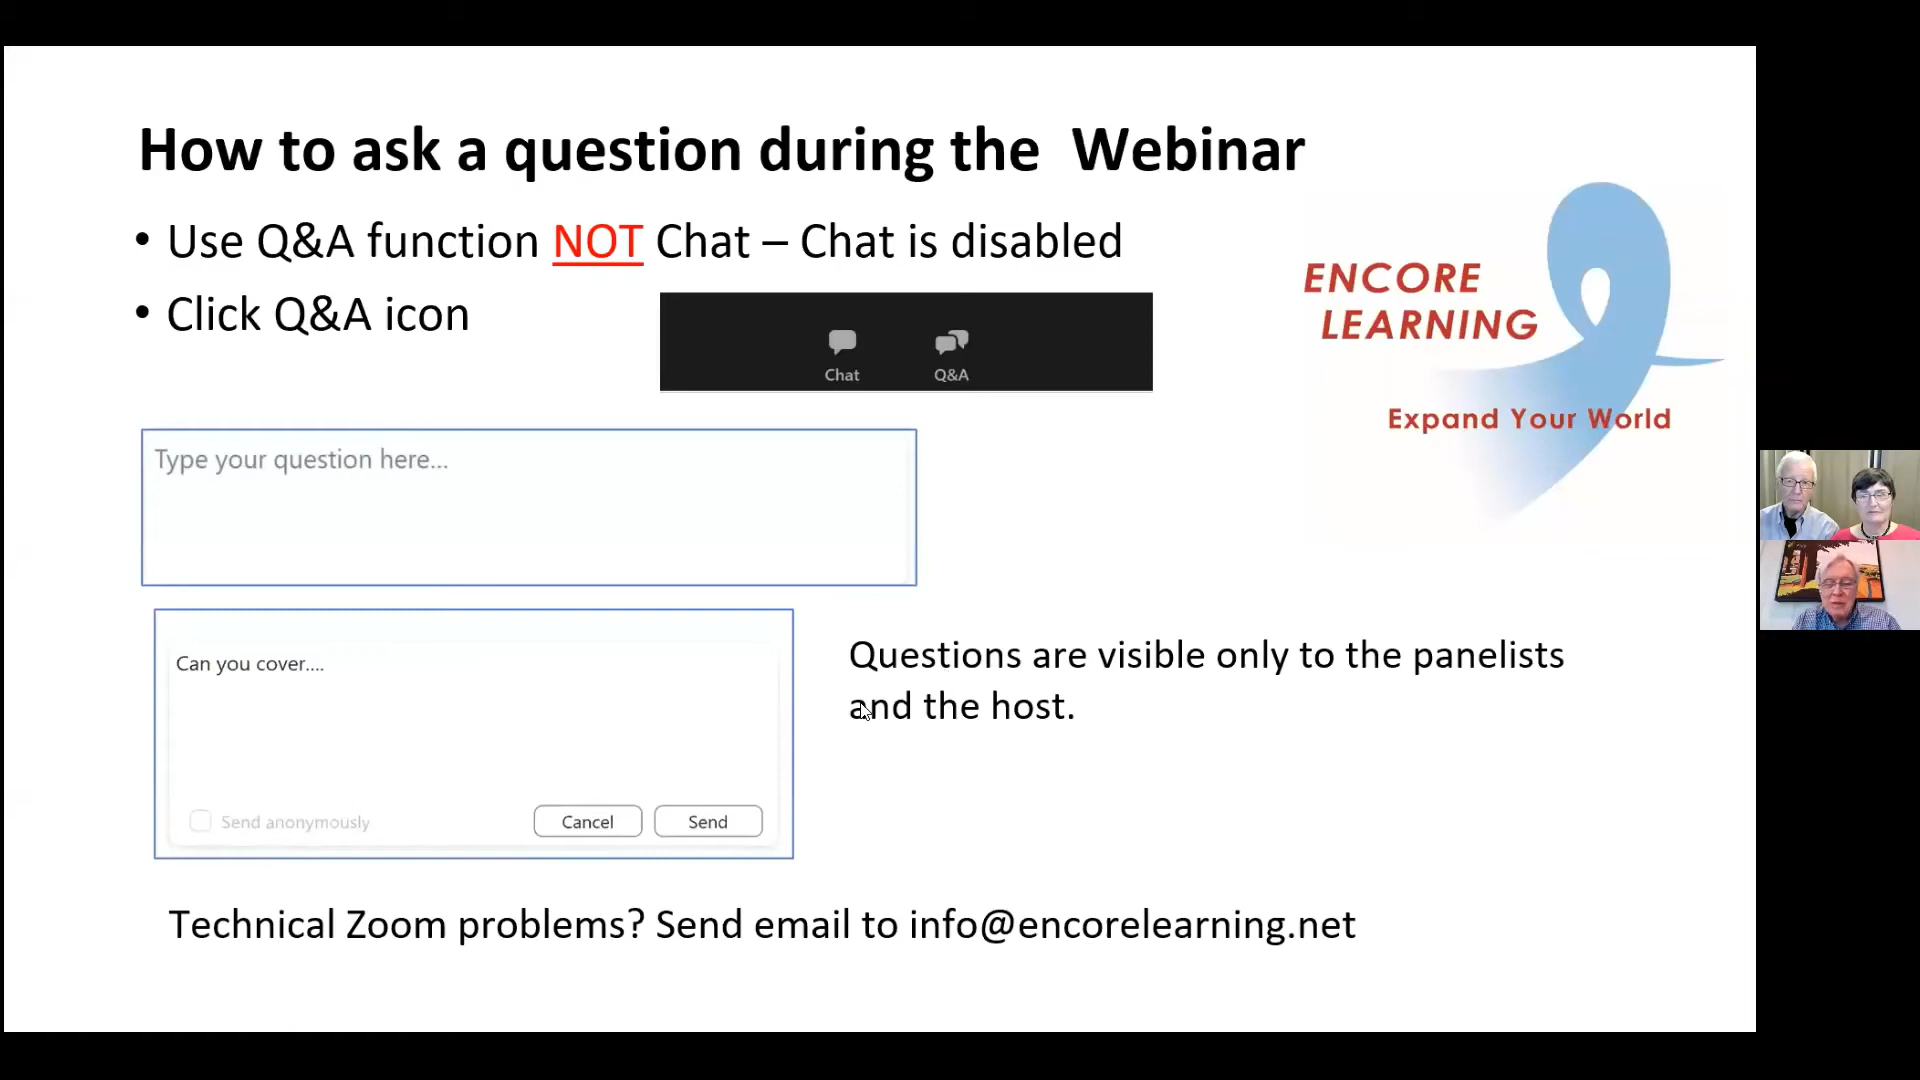 How to ask a question during the Webinar
• Use Q&A function NOT Chat – Chat is disabled
• Click Q&A icon
Chat
Q&A
ENCORE
LEARNING
Expand Your World
Type your question here...
Can you cover....
Send anonymously
Cancel
Send
Questions are visible only to the panelists
and the host.
Technical Zoom problems? Send email to info@encorelearning.net